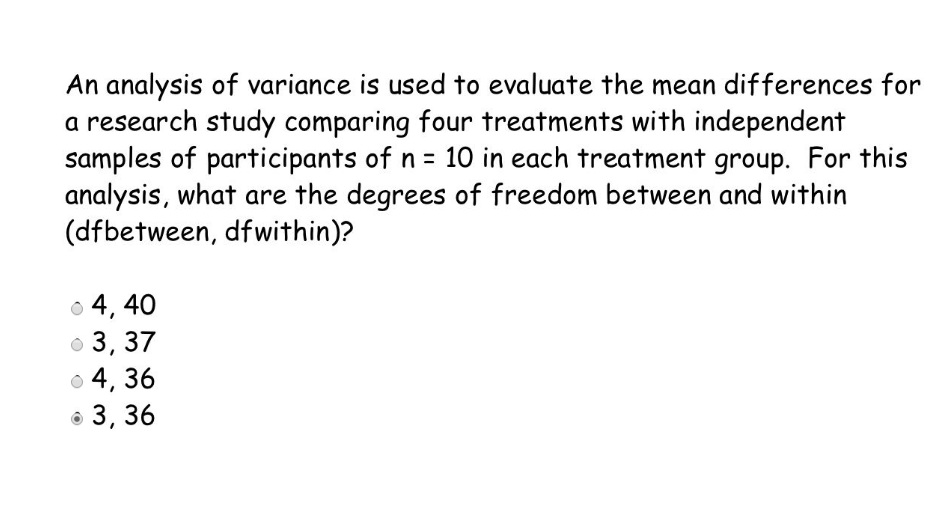 An analysis of variance is used to evaluate the mean differences for
a research study comparing four treatments with independent
samples of participants of n = 10 in each treatment group.  For this
analysis, what are the degrees of freedom between and within
(dfbetween, dfwithin)?
4, 40
3, 37
4, 36
3, 36